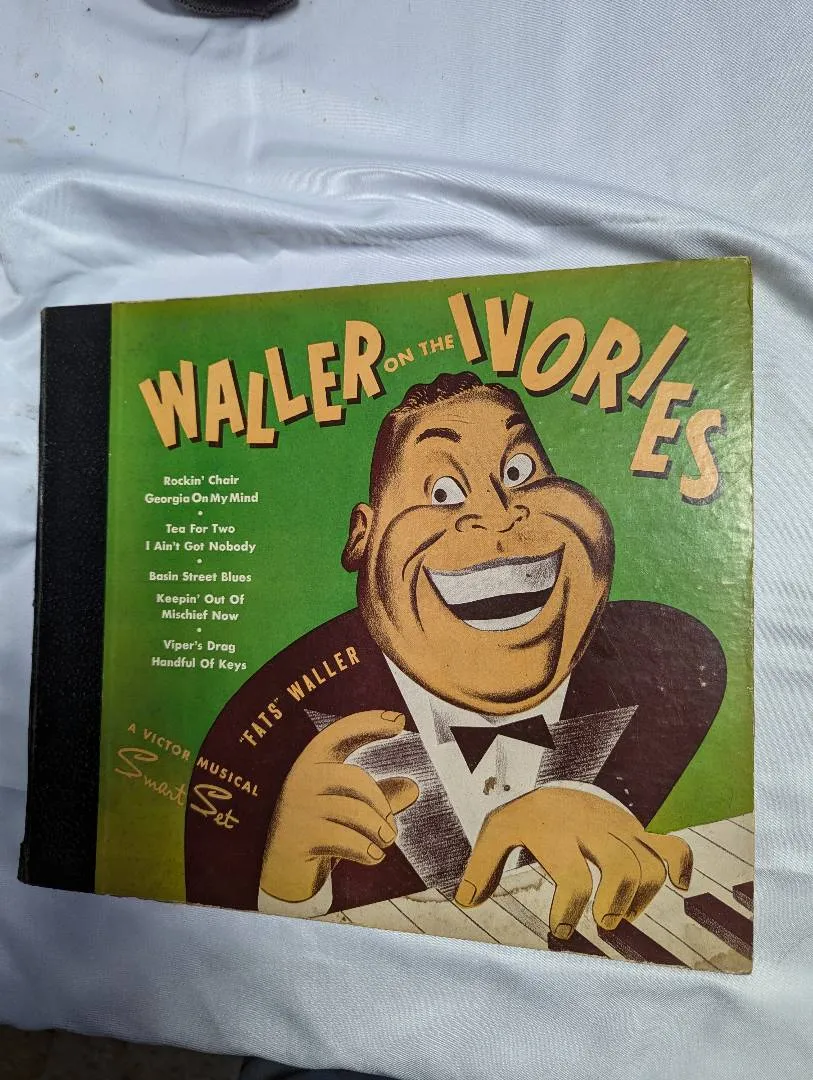 WALLER ON THE IVORIES
Rockin' Chair
Georgia On My Mind
•
Tea For Two
I Ain't Got Nobody
•
Basin Street Blues
Keepin' Out Of
Mischief Now
•
Viper's Drag
Handful Of Keys
"FATS" WALLER
A VICTOR MUSICAL
Smart Set